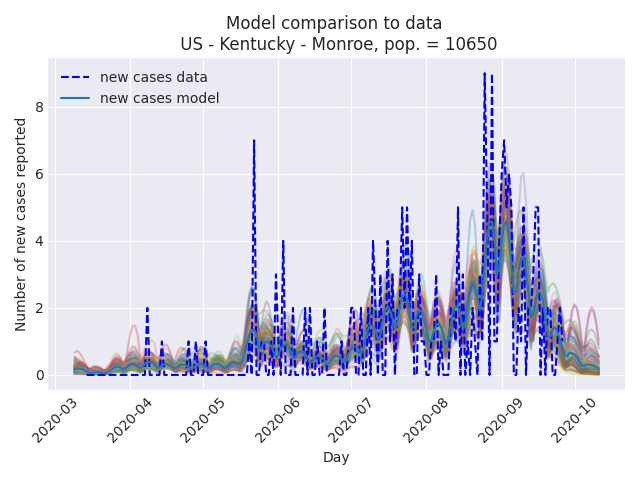 Model comparison to data
US - Kentucky - Monroe, pop. = 10650
new cases data
new cases model
Number of new cases reported
8
6
4
2
0
2020-03
2020-04
2020-05
2020-06
2020-07
2020-08
2020-09
2020-10
Day